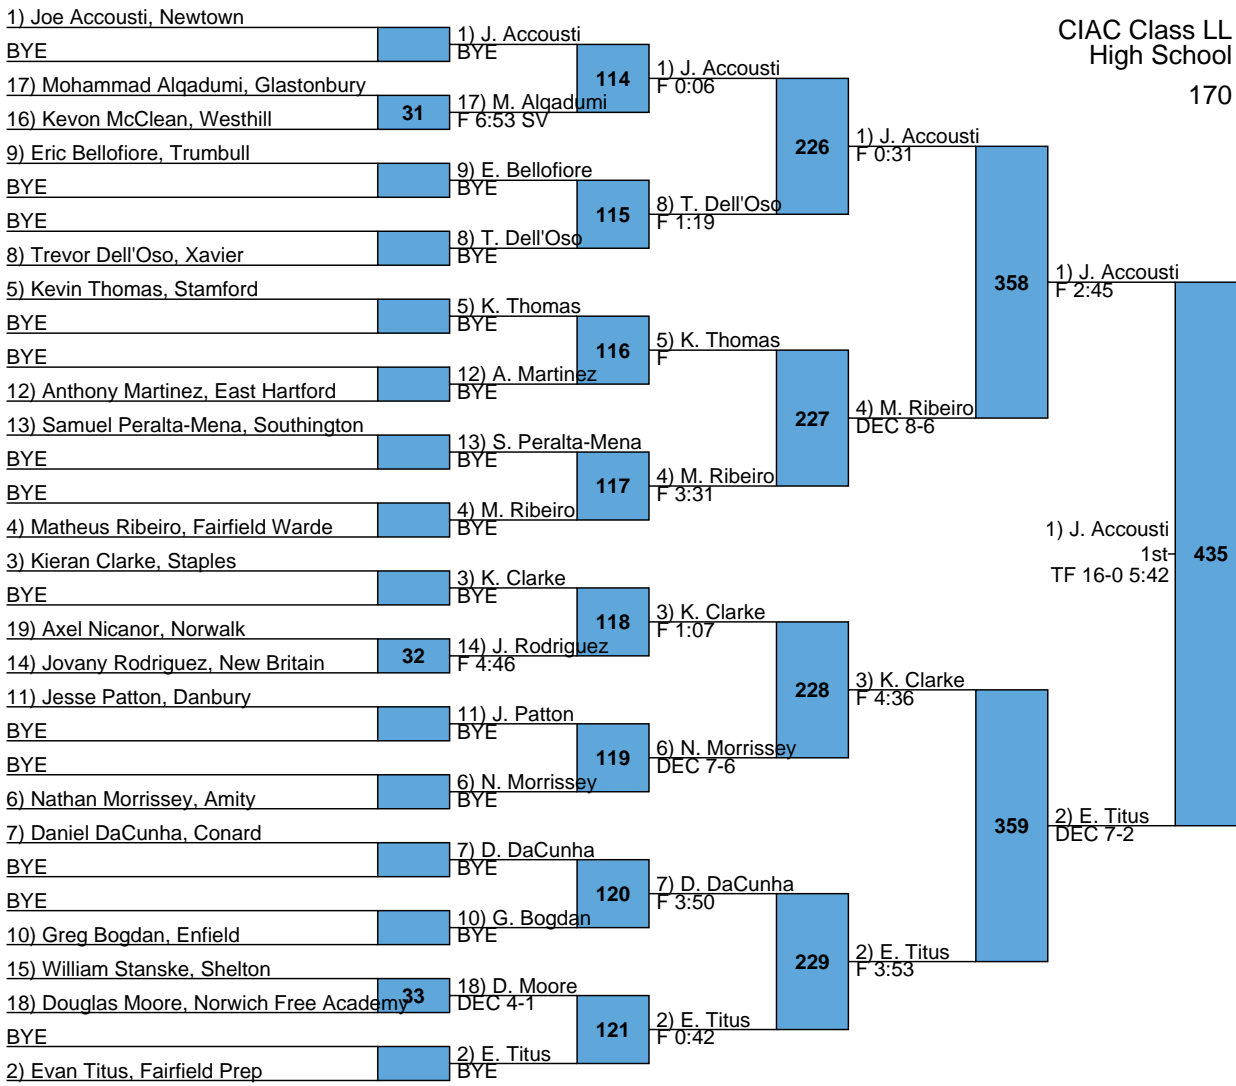 CIAC Class LL
High School
170
1) Joe Accousti, Newtown
BYE
17) Mohammad Alqadumi, Glastonbury
16) Kevon McClean, Westhill
9) Eric Bellofiore, Trumbull
BYE
BYE
8) Trevor Dell'Oso, Xavier
5) Kevin Thomas, Stamford
BYE
BYE
12) Anthony Martinez, East Hartford
13) Samuel Peralta-Mena, Southington
BYE
BYE
4) Matheus Ribeiro, Fairfield Warde
3) Kieran Clarke, Staples
BYE
19) Axel Nicanor, Norwalk
14) Jovany Rodriguez, New Britain
11) Jesse Patton, Danbury
BYE
BYE
6) Nathan Morrissey, Amity
7) Daniel DaCunha, Conard
BYE
BYE
10) Greg Bogdan, Enfield
15) William Stanske, Shelton
18) Douglas Moore, Norwich Free Academy
BYE
2) Evan Titus, Fairfield Prep
31
32
33
1) J. Accousti
BYE
17) M. Alqadumi
F 6:53 SV
9) E. Bellofiore
BYE
8) T. Dell'Oso
BYE
5) K. Thomas
BYE
12) A. Martinez
BYE
13) S. Peralta-Mena
BYE
4) M. Ribeiro
BYE
3) K. Clarke
BYE
14) J. Rodriguez
F 4:46
11) J. Patton
BYE
6) N. Morrissey
BYE
7) D. DaCunha
BYE
10) G. Bogdan
BYE
18) D. Moore
DEC 4-1
2) E. Titus
BYE
114
115
116
117
118
119
120
121
1) J. Accousti
F 0:06
8) T. Dell'Oso
F 1:19
5) K. Thomas
F
4) M. Ribeiro
F 3:31
3) K. Clarke
F 1:07
6) N. Morrissey
DEC 7-6
7) D. DaCunha
F 3:50
2) E. Titus
F 0:42
226
227
228
229
1) J. Accousti
F 0:31
4) M. Ribeiro
DEC 8-6
3) K. Clarke
F 4:36
2) E. Titus
F 3:53
358
359
1) J. Accousti
F 2:45
2) E. Titus
DEC 7-2
1) J. Accousti
1st
TF 16-0 5:42
435